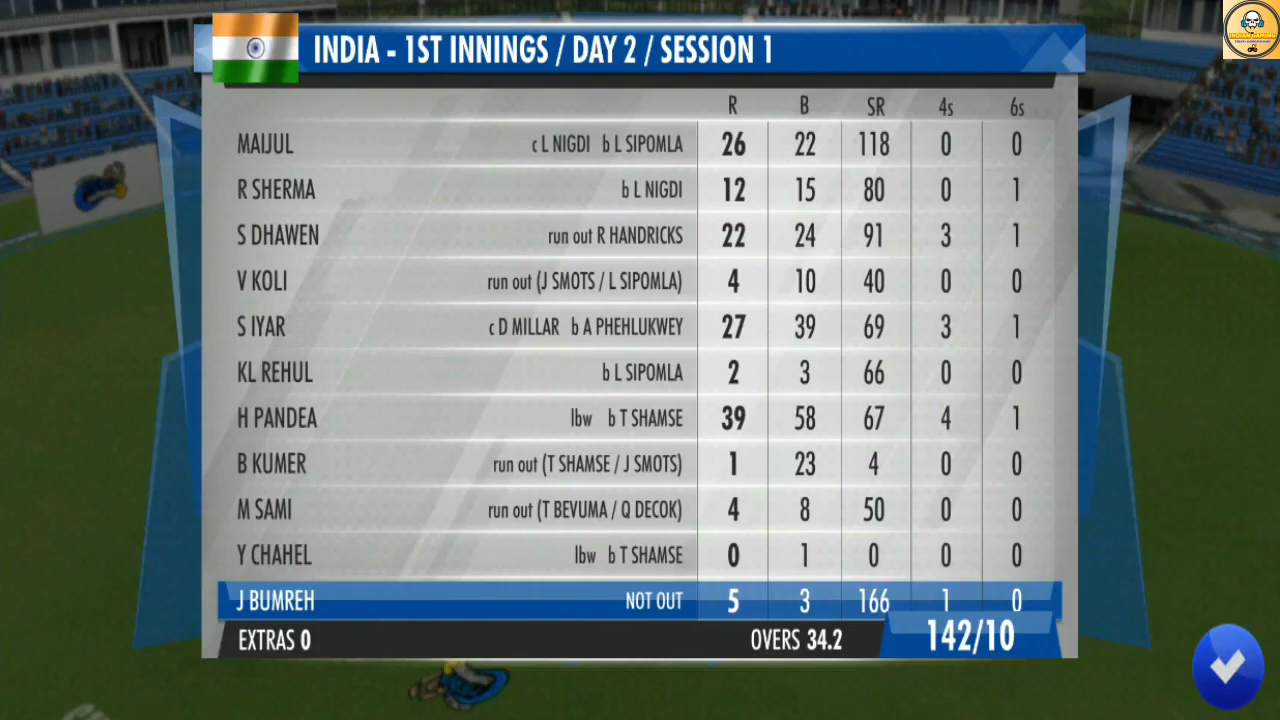 INDIA - 1ST INNINGS / DAY 2 / SESSION 1
R B SR 4s 6s
MAIJUL c L NIGDI b L SIPOMLA 26 22 118 0 0
R SHERMA b L NIGDI 12 15 80 0 1
S DHAWEN run out R HANDRICKS 22 24 91 3 1
V KOLI run out (J SMOTS / L SIPOMLA) 4 10 40 0 0
S IYAR c D MILLAR b A PHEHLUKWEY 27 39 69 3 1
KL REHUL b L SIPOMLA 2 3 66 0 0
H PANDEA lbw b T SHAMSE 39 58 67 4 1
B KUMER run out (T SHAMSE / J SMOTS) 1 23 4 0 0
M SAMI run out (T BEVUMA / Q DECOK) 4 8 50 0 0
Y CHAHEL lbw b T SHAMSE 0 1 0 0 0
J BUMREH NOT OUT 5 3 166 1 0
EXTRAS 0 OVERS 34.2 142/10
INDIAN GAMING